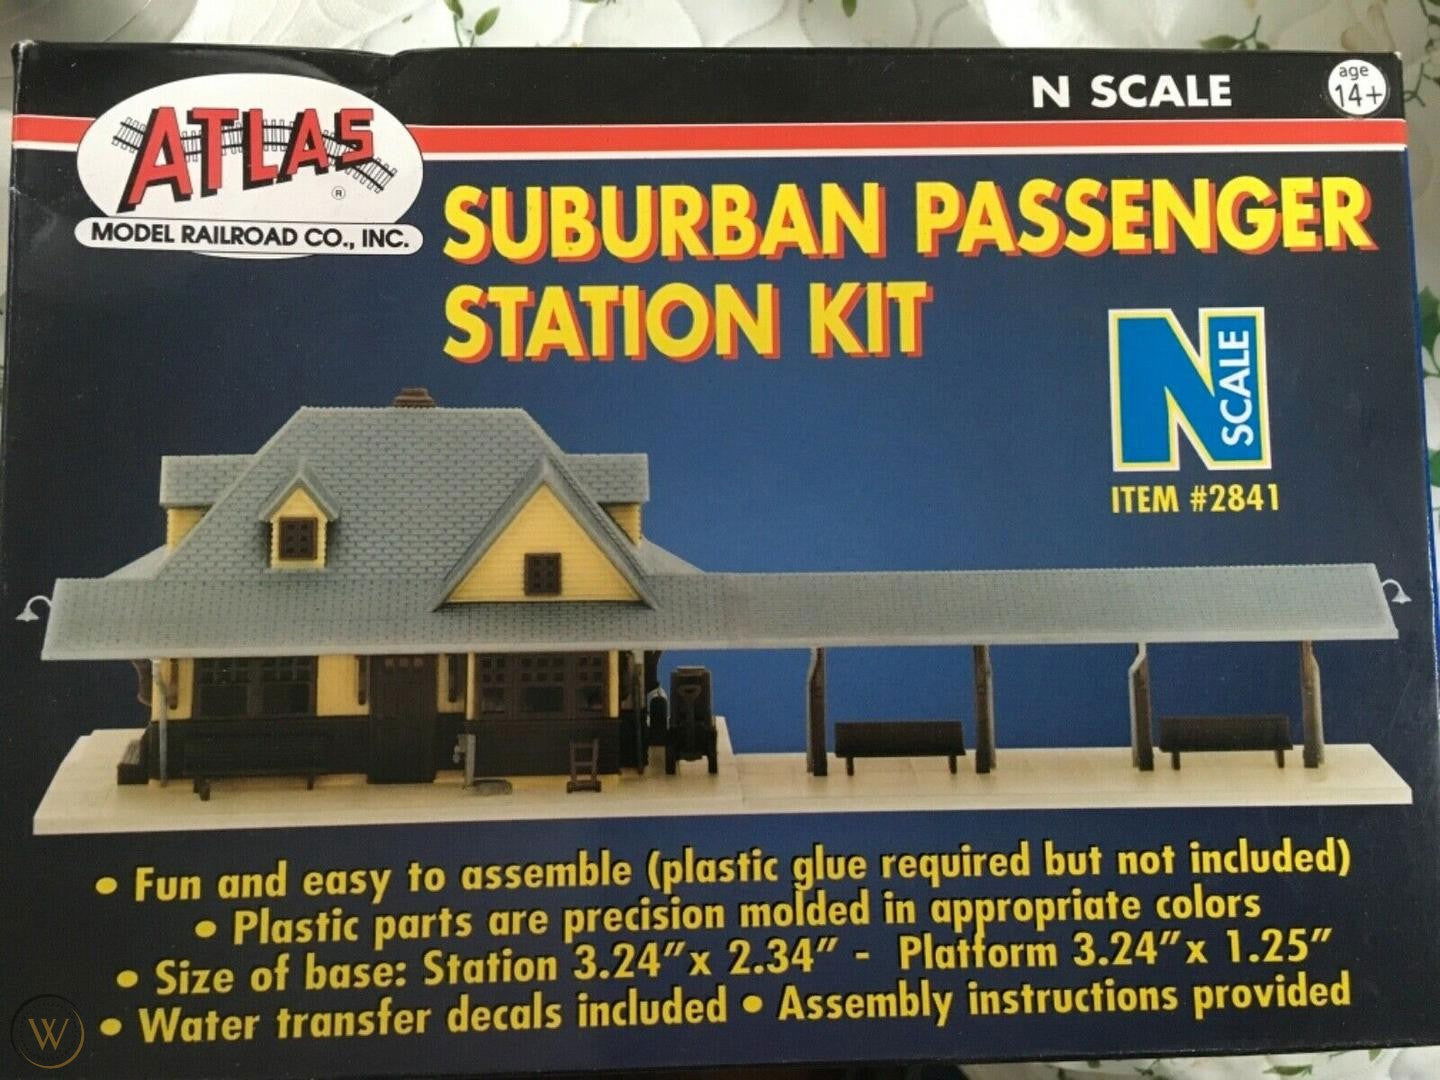 N SCALE
age
14+
ATLAS
®
MODEL RAILROAD CO., INC.
SUBURBAN PASSENGER
STATION KIT
N
SCALE
ITEM #2841
• Fun and easy to assemble (plastic glue required but not included)
• Plastic parts are precision molded in appropriate colors
• Size of base: Station 3.24″x 2.34″ - Platform 3.24″x 1.25″
• Water transfer decals included • Assembly instructions provided
W